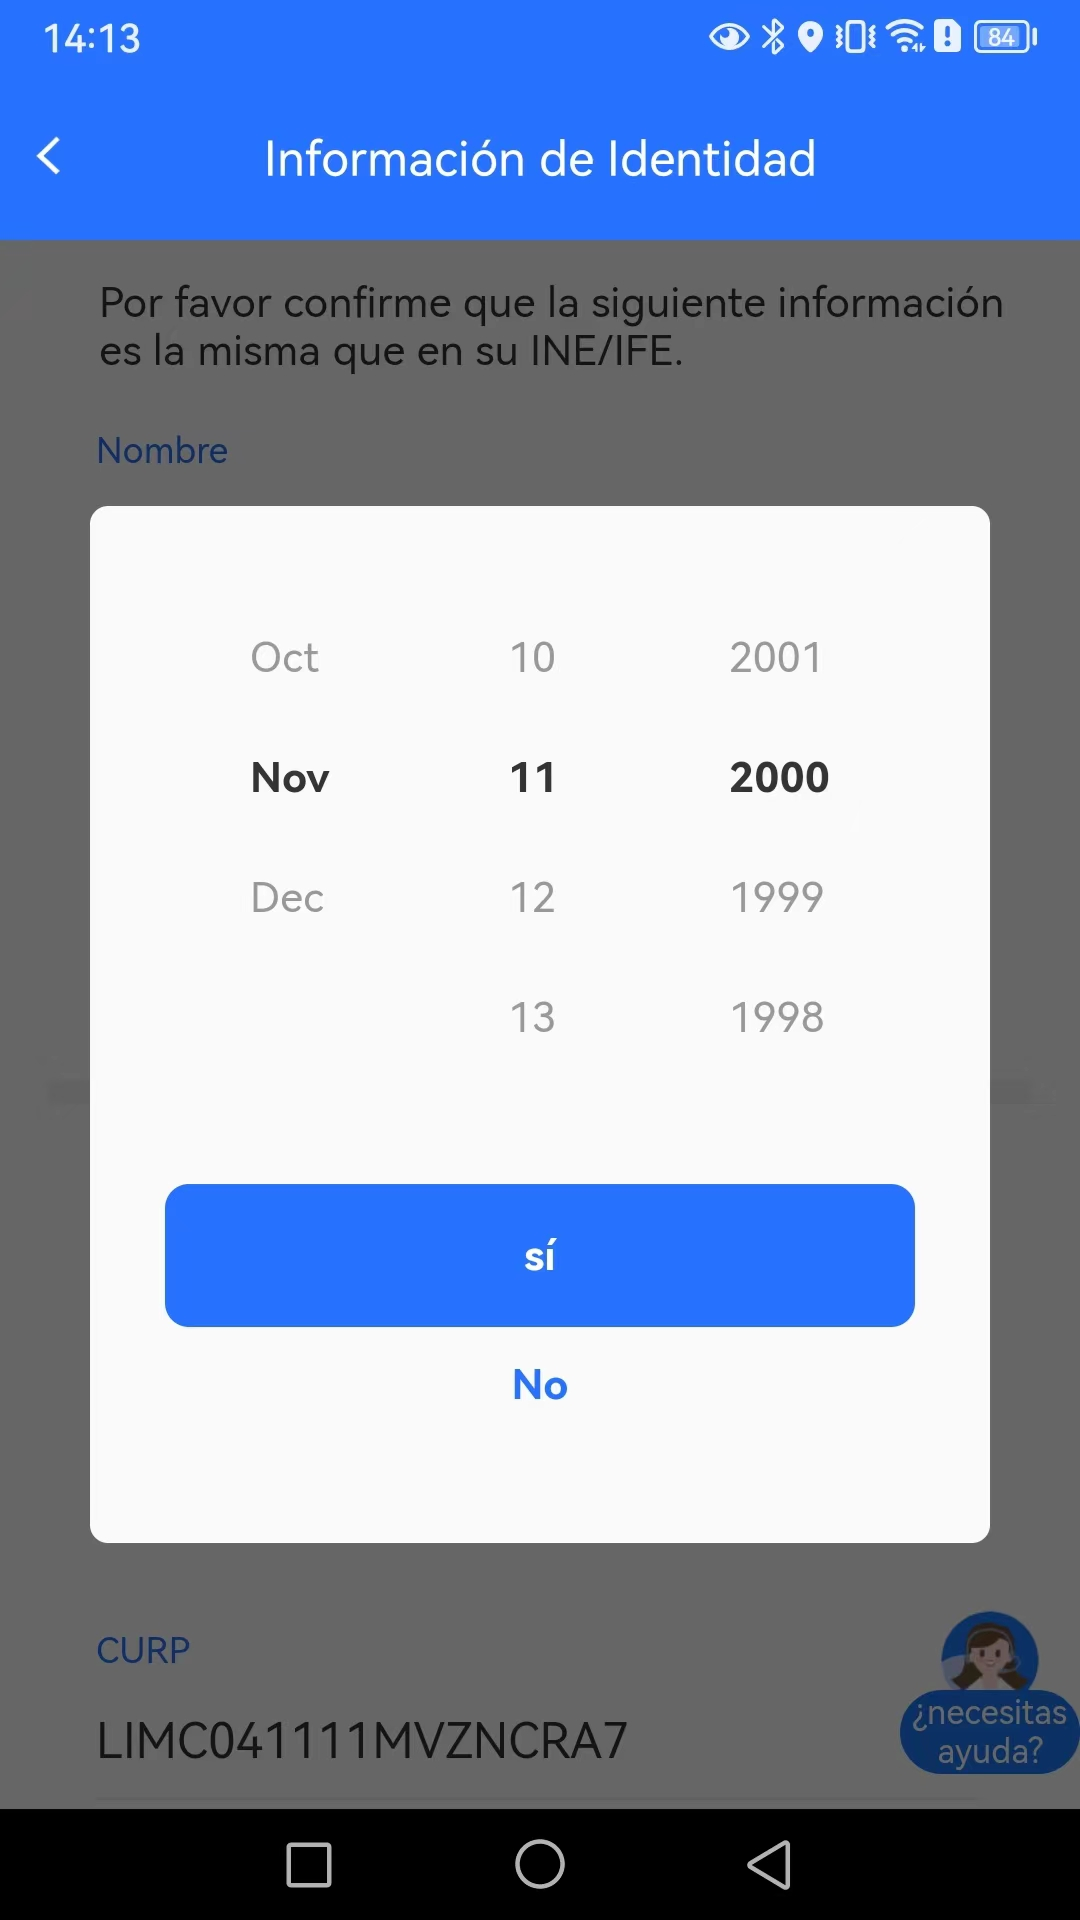 14:13
84
Información de Identidad
Por favor confirme que la siguiente información
es la misma que en su INE/IFE.
Nombre
Oct 10 2001
Nov 11 2000
Dec 12 1999
13 1998
sí
No
CURP
LIMC041111MVZNCRA7
¿necesitas
ayuda?